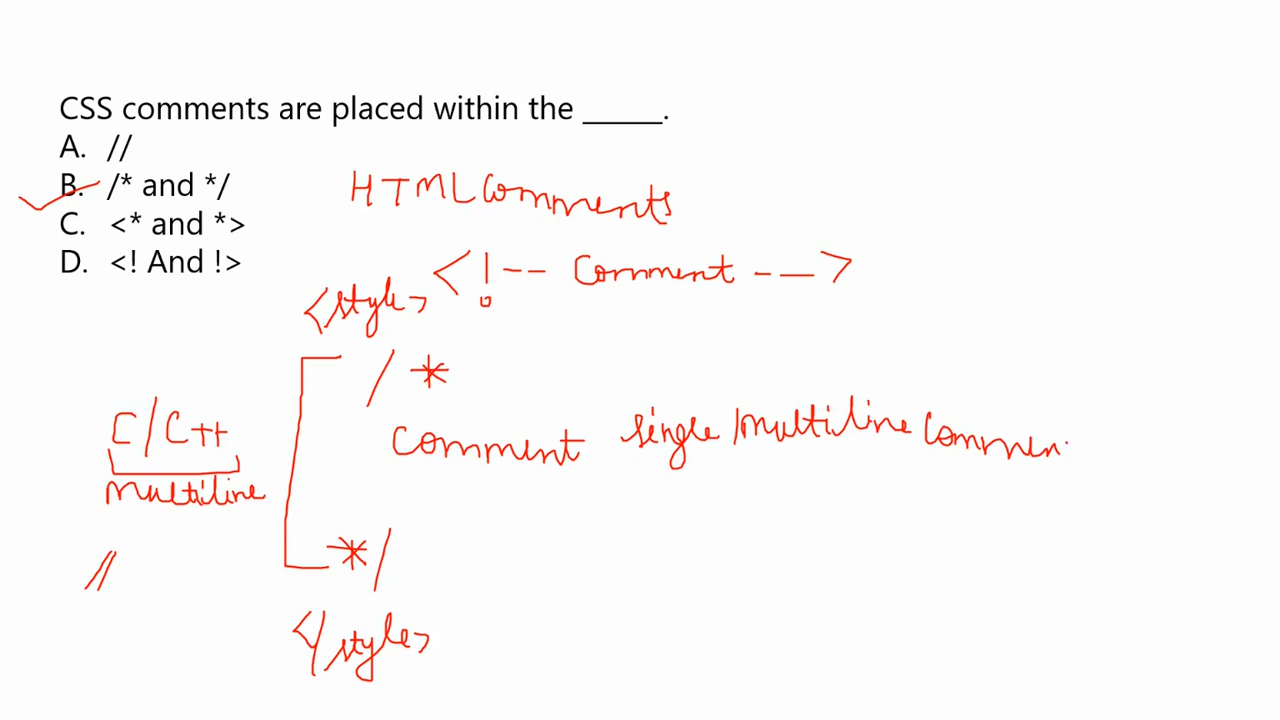 CSS comments are placed within the _____.
A. //
B. /* and */
C. <* and *>
D. <! And !>
HTML Comments
<!-- Comment --->
<style>
/*
C/C++
comment single/multiline Commen
multiline
*/
//
</style>